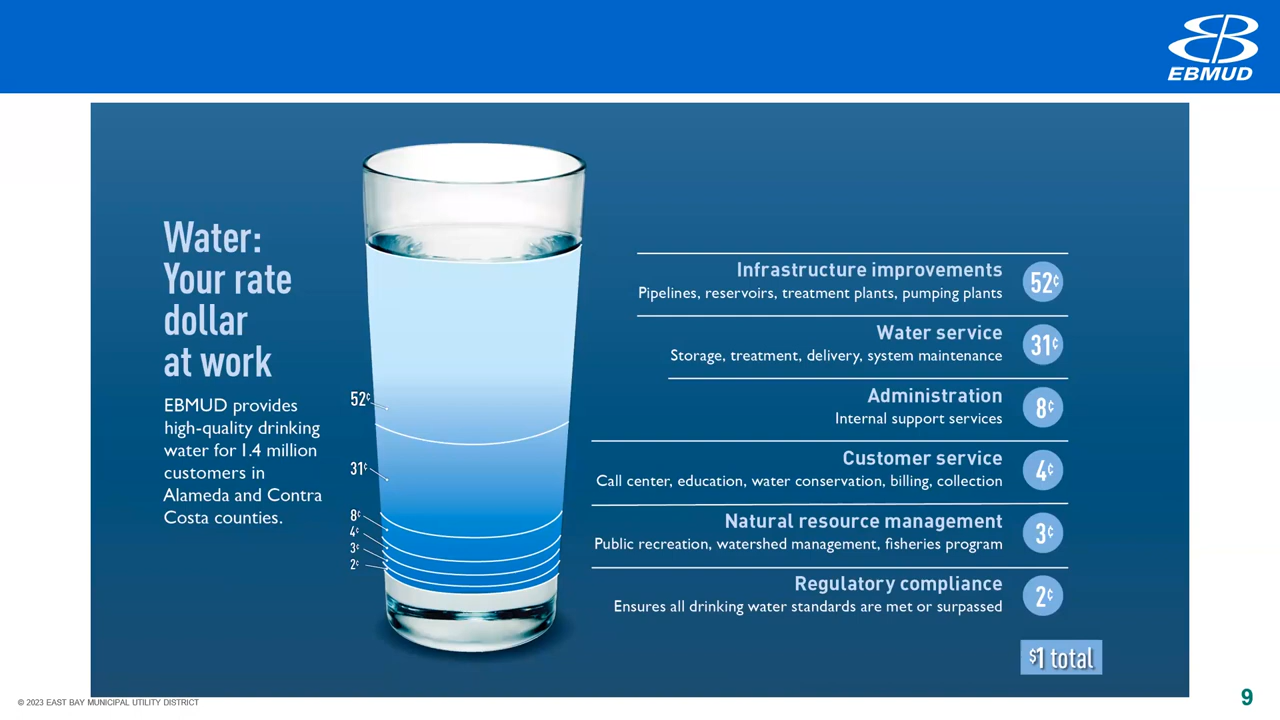 EBMUD
Water:
Your rate
dollar
at work
EBMUD provides
high-quality drinking
water for 1.4 million
customers in
Alameda and Contra
Costa counties.
52¢
31¢
8¢
4¢
3¢
2¢
Infrastructure improvements
Pipelines, reservoirs, treatment plants, pumping plants
52¢
Water service
Storage, treatment, delivery, system maintenance
31¢
Administration
Internal support services
8¢
Customer service
Call center, education, water conservation, billing, collection
4¢
Natural resource management
Public recreation, watershed management, fisheries program
3¢
Regulatory compliance
Ensures all drinking water standards are met or surpassed
2¢
$1 total
© 2023 EAST BAY MUNICIPAL UTILITY DISTRICT
9